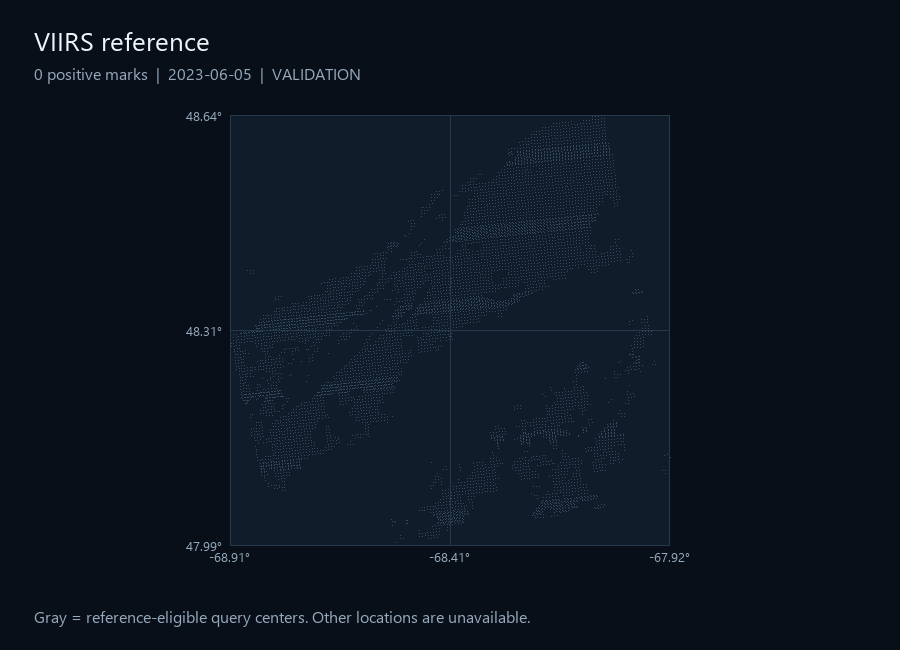 VIIRS reference
0 positive marks | 2023-06-05 | VALIDATION
48.64°
48.31°
47.99°
-68.91°
-68.41°
-67.92°
Gray = reference-eligible query centers. Other locations are unavailable.